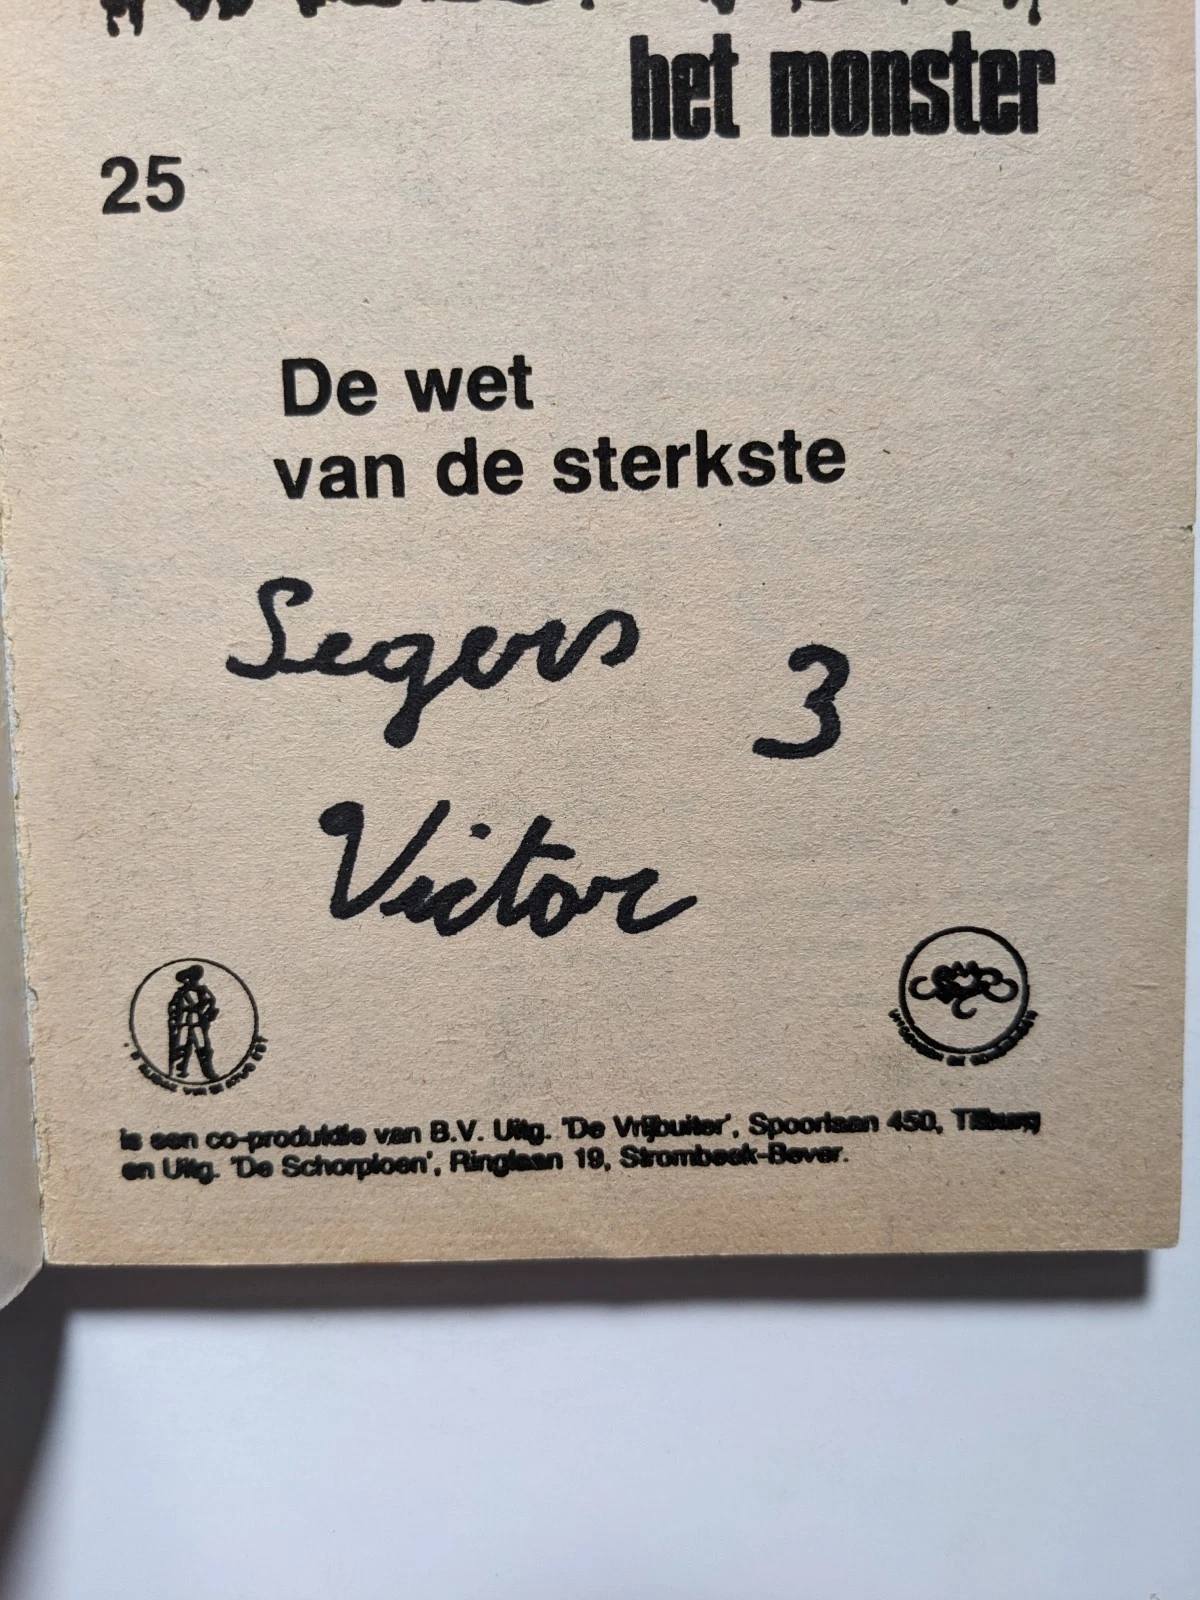 het monster
25
De wet
van de sterkste
Segers
3
Victor
is een co-produktie van B.V. Uitg. 'De Vrijbuiter', Spoorlaan 450, Tilburg
en Uitg. 'De Schorpioen', Ringlaan 19, Strombeek-Bever.